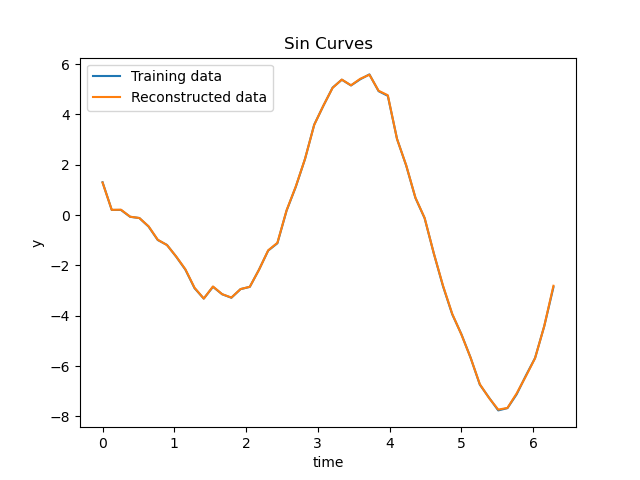 Sin Curves
Training data
Reconstructed data
y
6
4
2
0
−2
−4
−6
−8
0 1 2 3 4 5 6
time